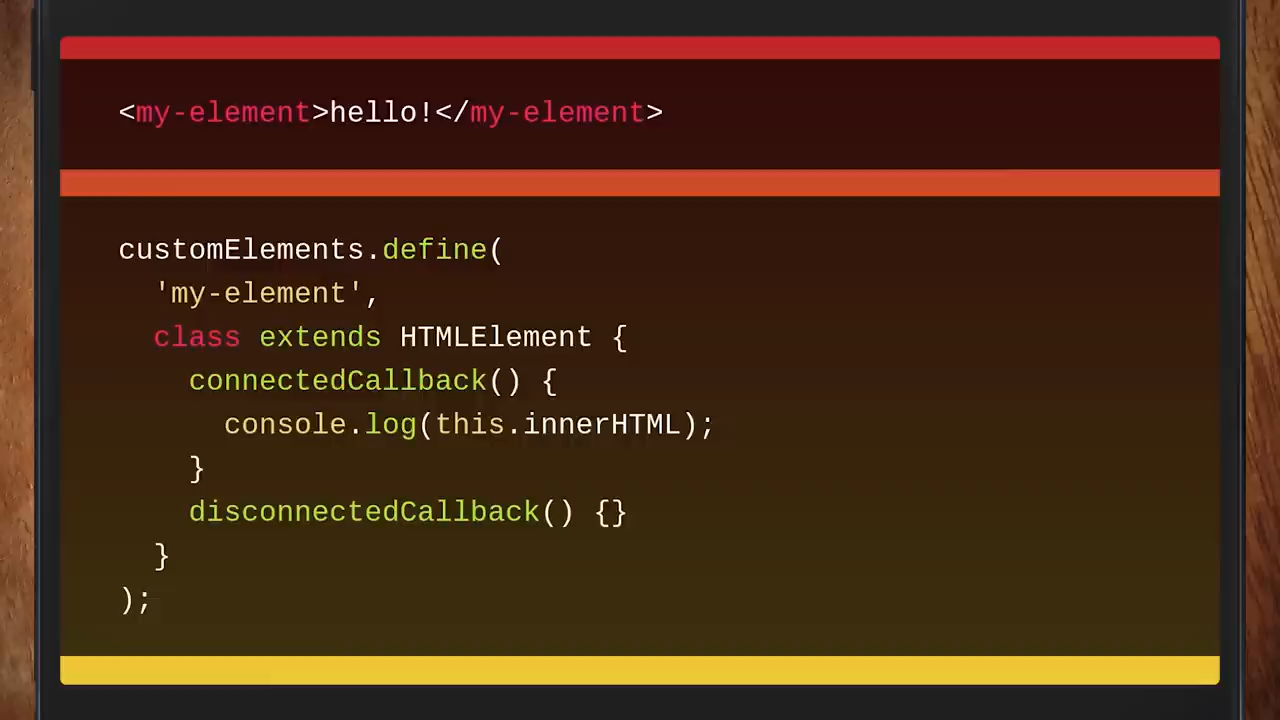 <my-element>hello!</my-element>
customElements.define(
  'my-element',
  class extends HTMLElement {
    connectedCallback() {
      console.log(this.innerHTML);
    }
    disconnectedCallback() {}
  }
);